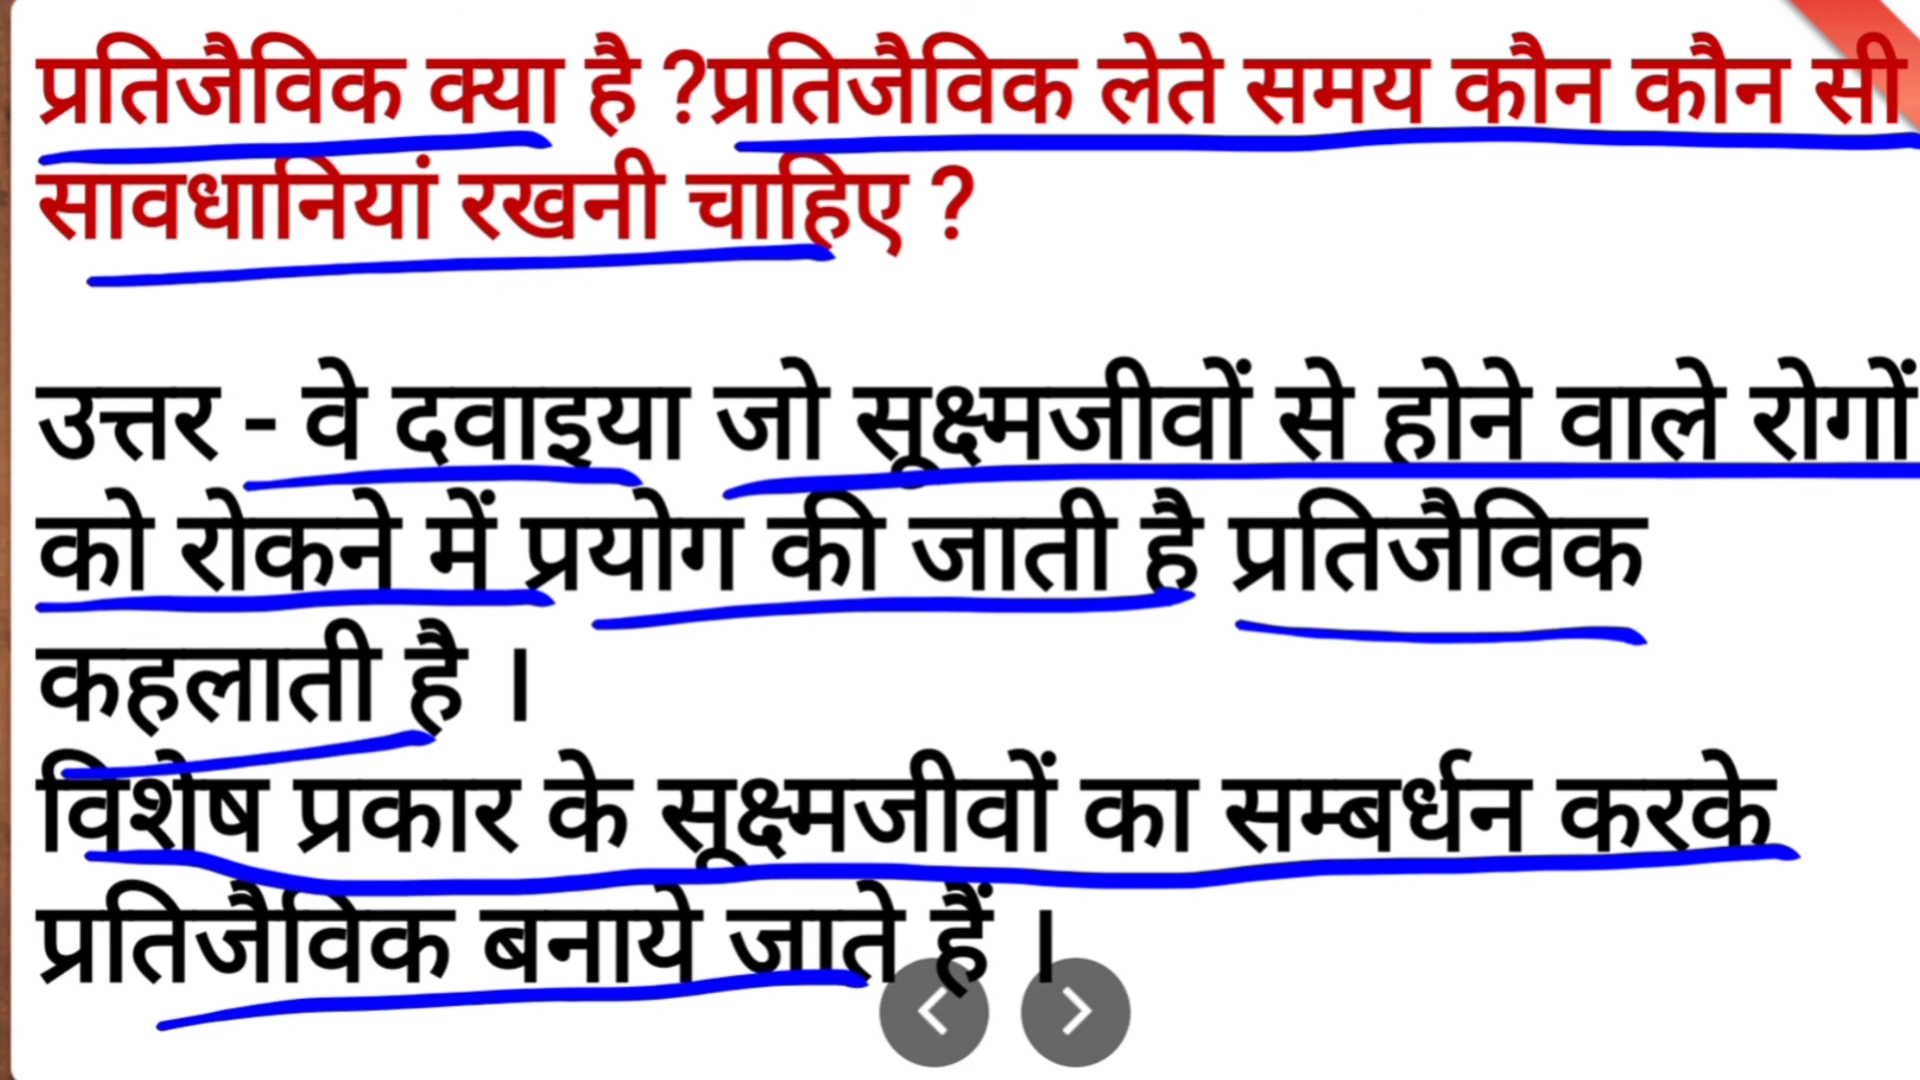 प्रतिजैविक क्या है ?प्रतिजैविक लेते समय कौन कौन सी
सावधानियां रखनी चाहिए ?
उत्तर - वे दवाइया जो सूक्ष्मजीवों से होने वाले रोगों
को रोकने में प्रयोग की जाती है प्रतिजैविक
कहलाती है ।
विशेष प्रकार के सूक्ष्मजीवों का सम्बर्धन करके
प्रतिजैविक बनाये जाते हैं ।